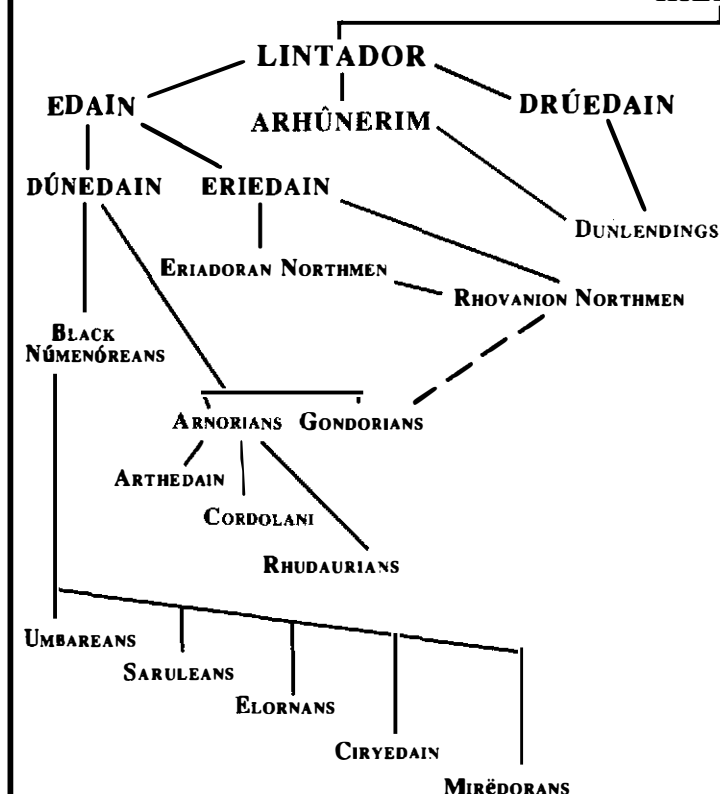 LINTADOR
EDAIN
ARHÛNERIM
DRÚEDAIN
DÚNEDAIN
ERIEDAIN
DUNLENDINGS
ERIADORAN NORTHMEN
RHOVANION NORTHMEN
BLACK
NÚMENÓREANS
ARNORIANS
GONDORIANS
ARTHEDAIN
CORDOLANI
RHUDAURIANS
UMBAREANS
SARULEANS
ELORNANS
CIRYEDAIN
MIRËDORANS